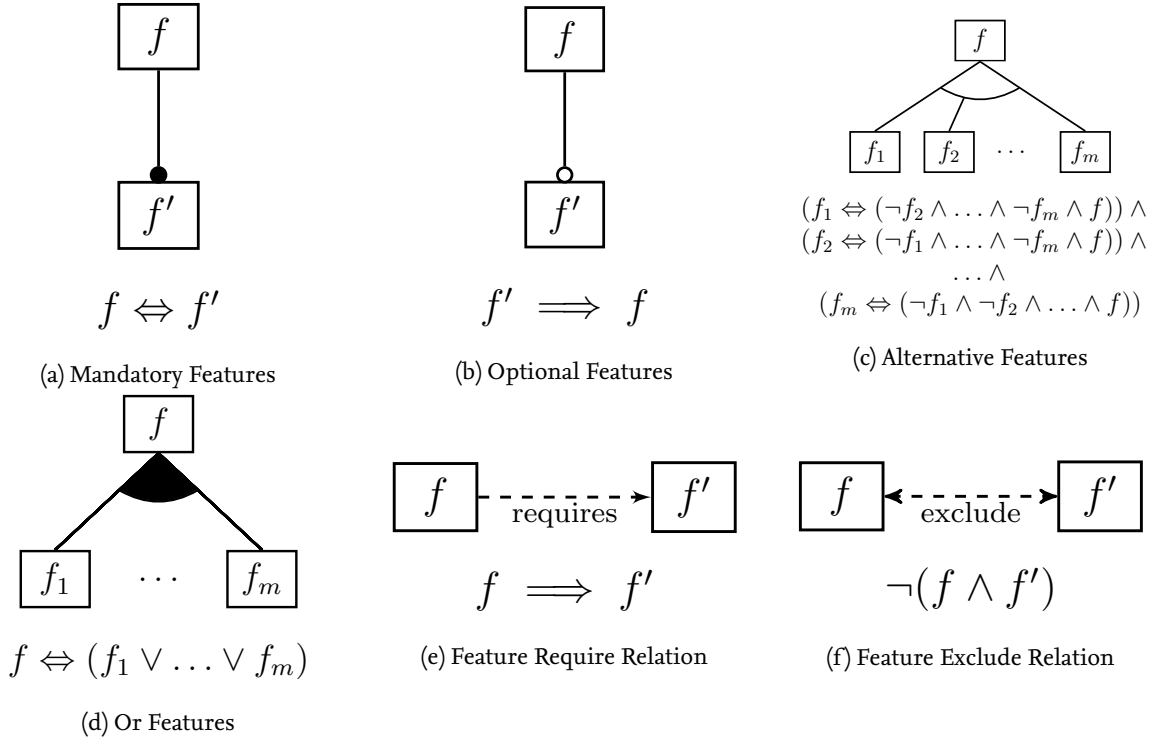 f
f′
f ⇔ f′
(a) Mandatory Features
f
f′
f′ ⟹ f
(b) Optional Features
f
f₁ f₂ ⋯ fₘ
(f₁ ⇔ (¬f₂ ∧ … ∧ ¬fₘ ∧ f)) ∧
(f₂ ⇔ (¬f₁ ∧ … ∧ ¬fₘ ∧ f)) ∧
… ∧
(fₘ ⇔ (¬f₁ ∧ ¬f₂ ∧ … ∧ f))
(c) Alternative Features
f
f₁ ⋯ fₘ
f ⇔ (f₁ ∨ … ∨ fₘ)
(d) Or Features
f requires f′
f ⟹ f′
(e) Feature Require Relation
f exclude f′
¬(f ∧ f′)
(f) Feature Exclude Relation